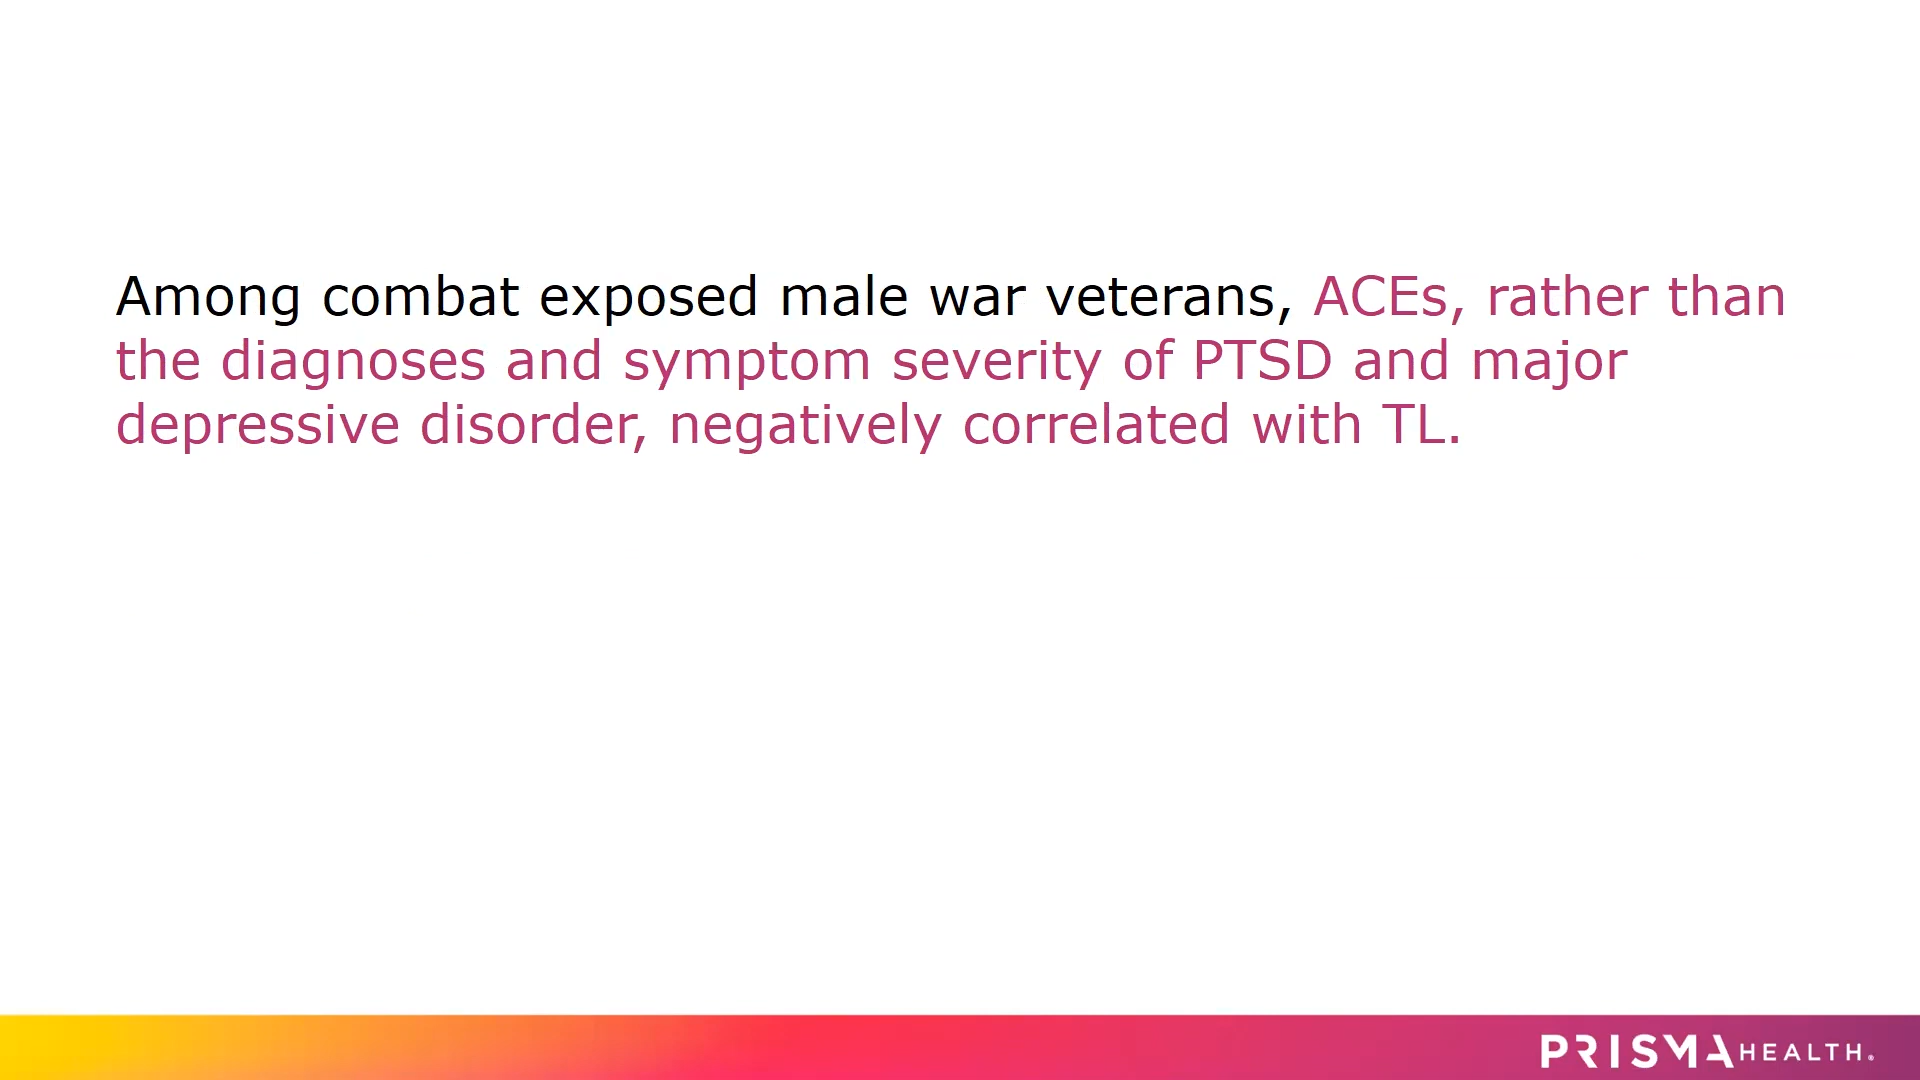 Among combat exposed male war veterans, ACEs, rather than
the diagnoses and symptom severity of PTSD and major
depressive disorder, negatively correlated with TL.
PRISMA HEALTH®